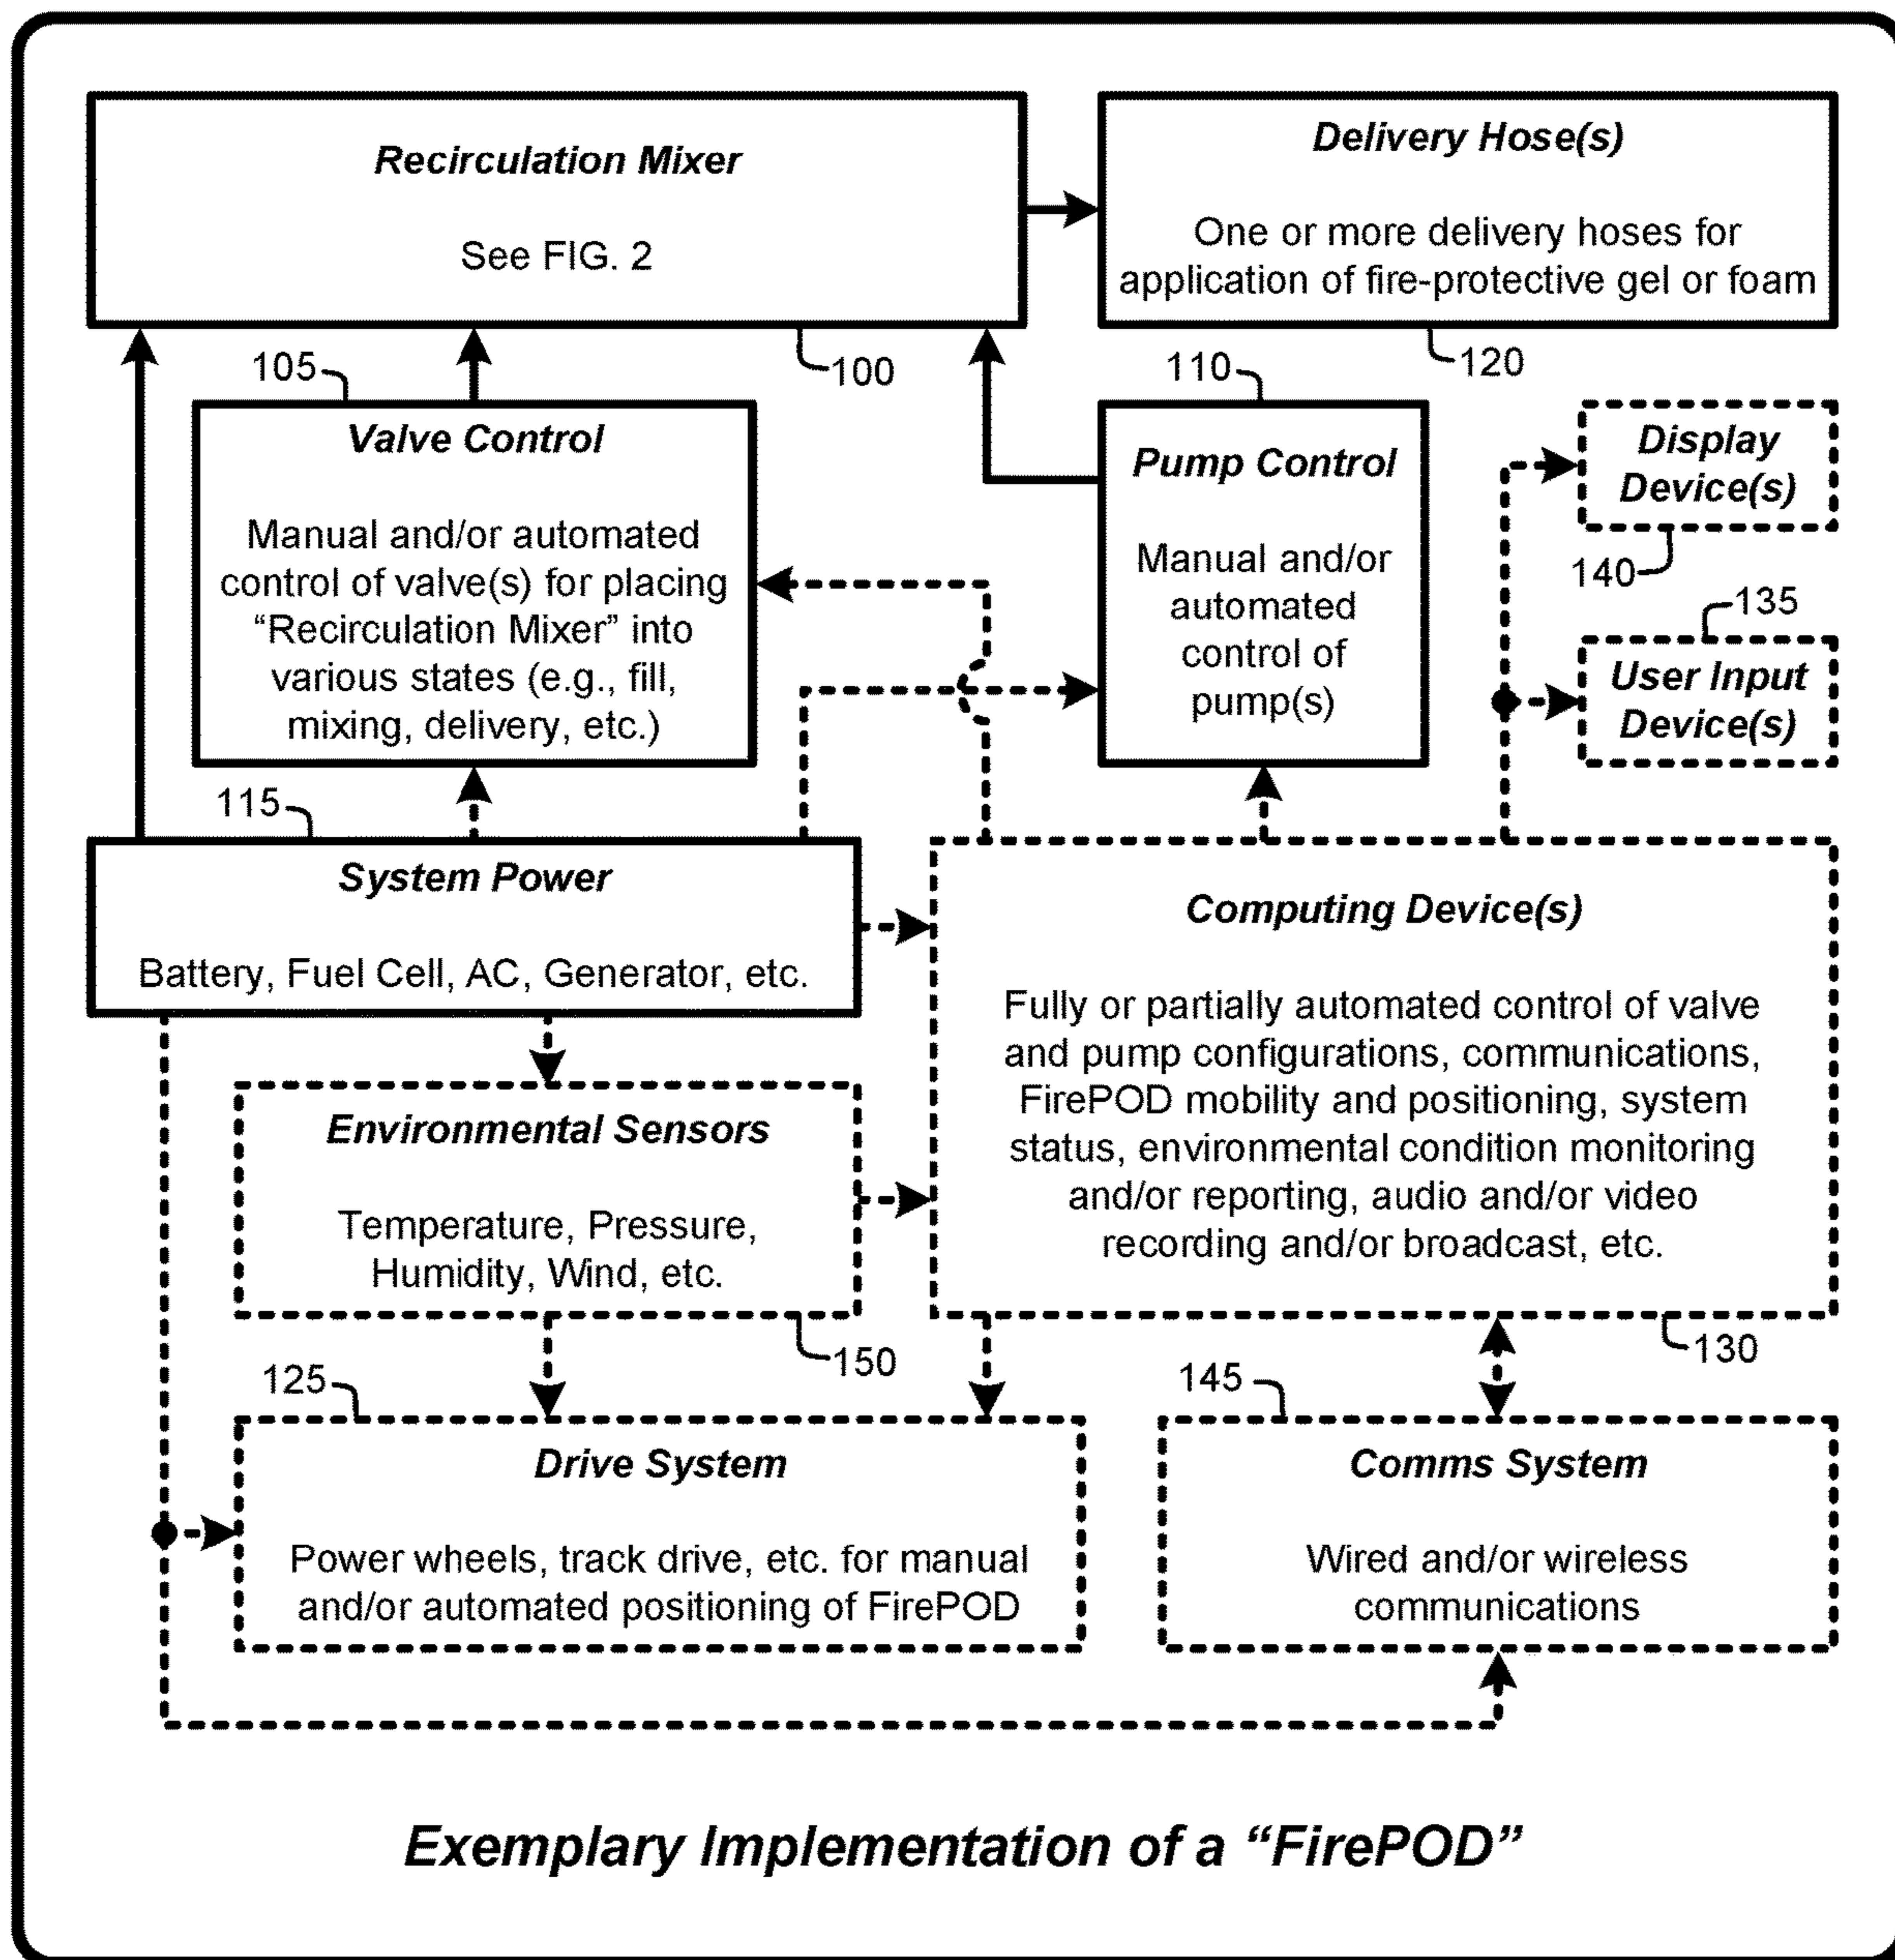 Recirculation Mixer
See FIG. 2
100
Delivery Hose(s)
One or more delivery hoses for
application of fire-protective gel or foam
120
105
Valve Control
Manual and/or automated
control of valve(s) for placing
“Recirculation Mixer” into
various states (e.g., fill,
mixing, delivery, etc.)
110
Pump Control
Manual and/or
automated
control of
pump(s)
Display
Device(s)
140
135
User Input
Device(s)
115
System Power
Battery, Fuel Cell, AC, Generator, etc.
Computing Device(s)
Fully or partially automated control of valve
and pump configurations, communications,
FirePOD mobility and positioning, system
status, environmental condition monitoring
and/or reporting, audio and/or video
recording and/or broadcast, etc.
130
Environmental Sensors
Temperature, Pressure,
Humidity, Wind, etc.
150
125
Drive System
Power wheels, track drive, etc. for manual
and/or automated positioning of FirePOD
145
Comms System
Wired and/or wireless
communications
Exemplary Implementation of a “FirePOD”